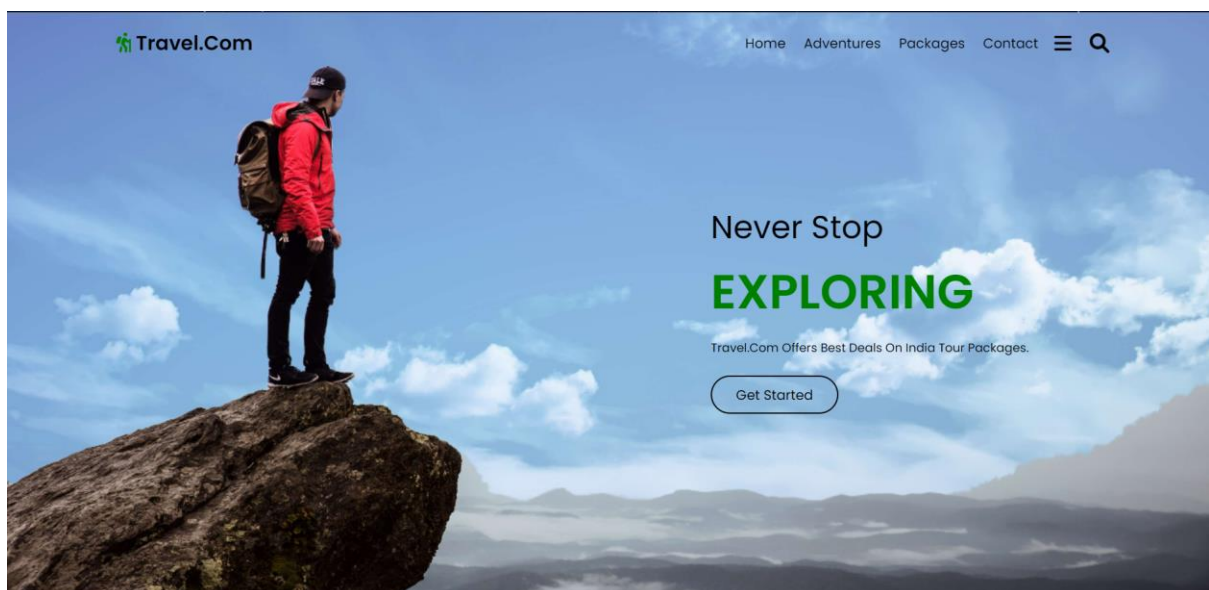 Travel.Com
Home Adventures Packages Contact
Never Stop
EXPLORING
Travel.Com Offers Best Deals On India Tour Packages.
Get Started